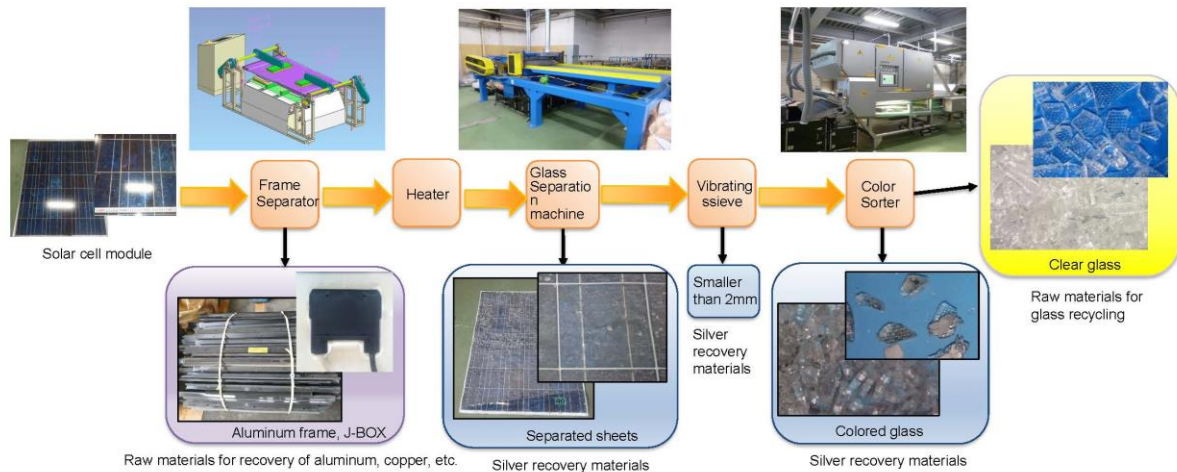 Solar cell module
Frame
Separator
Heater
Glass
Separatio
n
machine
Vibrating
ssieve
Color
Sorter
Clear glass
Raw materials for
glass recycling
Aluminum frame, J-BOX
Raw materials for recovery of aluminum, copper, etc.
Separated sheets
Silver recovery materials
Smaller
than 2mm
Silver
recovery
materials
Colored glass
Silver recovery materials